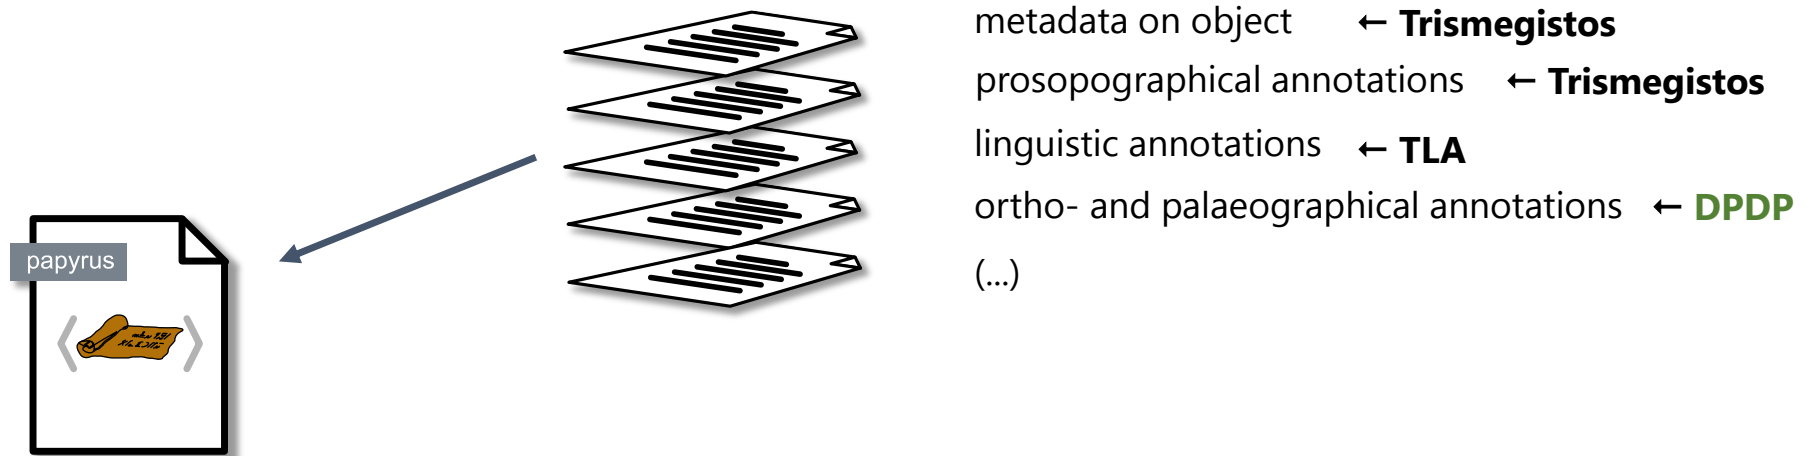 metadata on object ← Trismegistos
prosopographical annotations ← Trismegistos
linguistic annotations ← TLA
ortho- and palaeographical annotations ← DPDP
(...)
papyrus